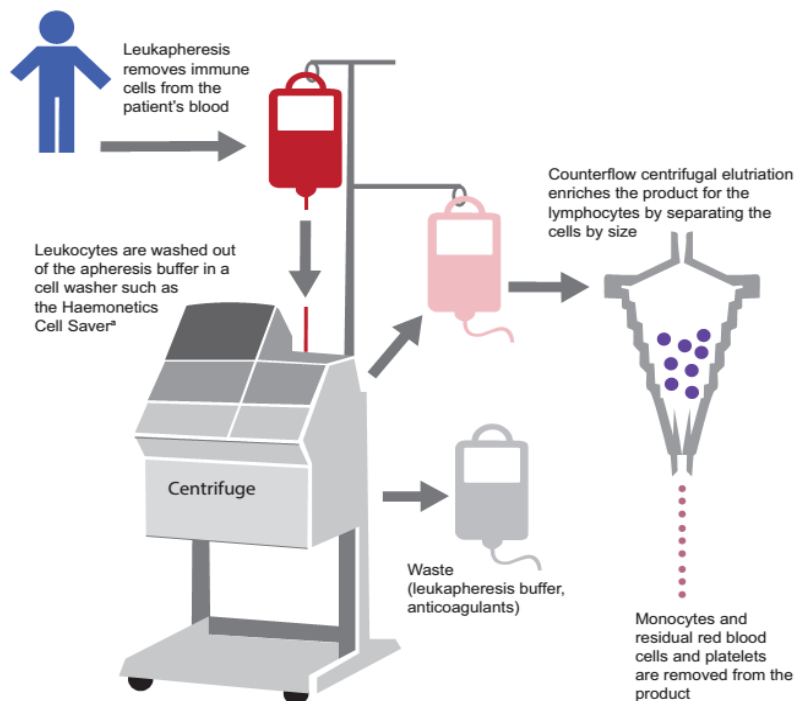 Leukapheresis
removes immune
cells from the
patient's blood
Counterflow centrifugal elutriation
enriches the product for the
lymphocytes by separating the
cells by size
Leukocytes are washed out
of the apheresis buffer in a
cell washer such as
the Haemonetics
Cell Saverª
Centrifuge
Waste
(leukapheresis buffer,
anticoagulants)
Monocytes and
residual red blood
cells and platelets
are removed from the
product